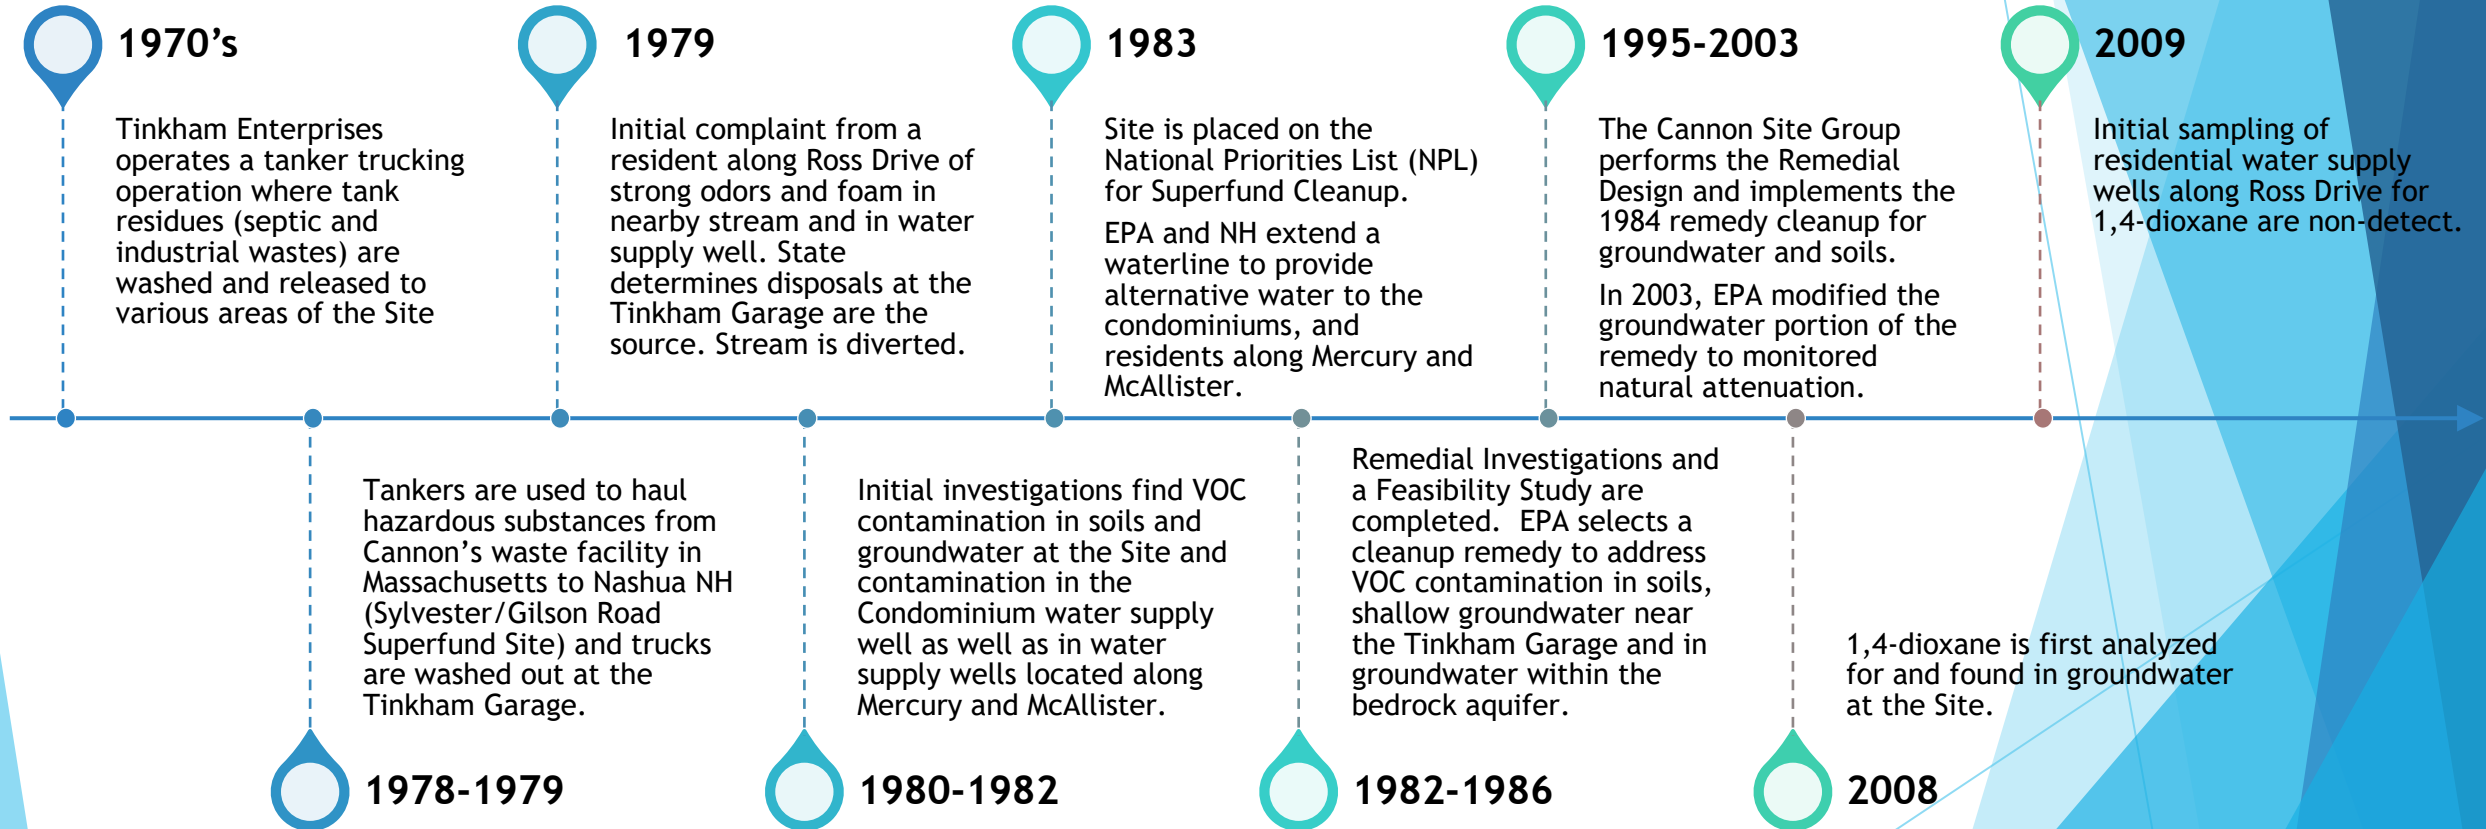 1970’s
Tinkham Enterprises
operates a tanker trucking
operation where tank
residues (septic and
industrial wastes) are
washed and released to
various areas of the Site
Tankers are used to haul
hazardous substances from
Cannon’s waste facility in
Massachusetts to Nashua NH
(Sylvester/Gilson Road
Superfund Site) and trucks
are washed out at the
Tinkham Garage.
1978-1979
1979
Initial complaint from a
resident along Ross Drive of
strong odors and foam in
nearby stream and in water
supply well. State
determines disposals at the
Tinkham Garage are the
source. Stream is diverted.
Initial investigations find VOC
contamination in soils and
groundwater at the Site and
contamination in the
Condominium water supply
well as well as in water
supply wells located along
Mercury and McAllister.
1980-1982
1983
Site is placed on the
National Priorities List (NPL)
for Superfund Cleanup.
EPA and NH extend a
waterline to provide
alternative water to the
condominiums, and
residents along Mercury and
McAllister.
Remedial Investigations and
a Feasibility Study are
completed.  EPA selects a
cleanup remedy to address
VOC contamination in soils,
shallow groundwater near
the Tinkham Garage and in
groundwater within the
bedrock aquifer.
1982-1986
1995-2003
The Cannon Site Group
performs the Remedial
Design and implements the
1984 remedy cleanup for
groundwater and soils.
In 2003, EPA modified the
groundwater portion of the
remedy to monitored
natural attenuation.
1,4-dioxane is first analyzed
for and found in groundwater
at the Site.
2008
2009
Initial sampling of
residential water supply
wells along Ross Drive for
1,4-dioxane are non-detect.